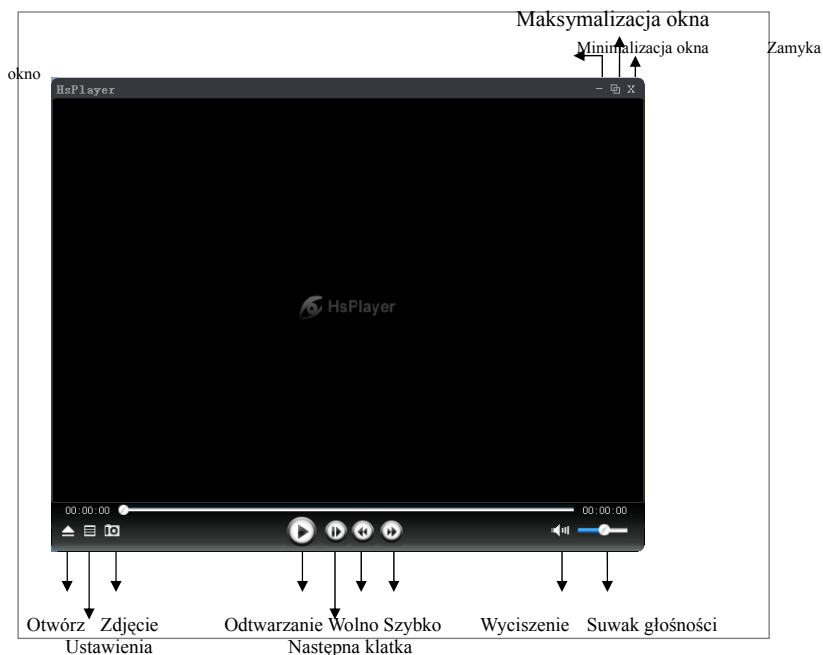 Maksymalizacja okna
Minimalizacja okna Zamyka
okno
HsPlayer
HsPlayer
00:00:00 00:00:00
Otwórz Zdjęcie Odtwarzanie Wolno Szybko Wyciszenie Suwak głośności
Ustawienia Następna klatka